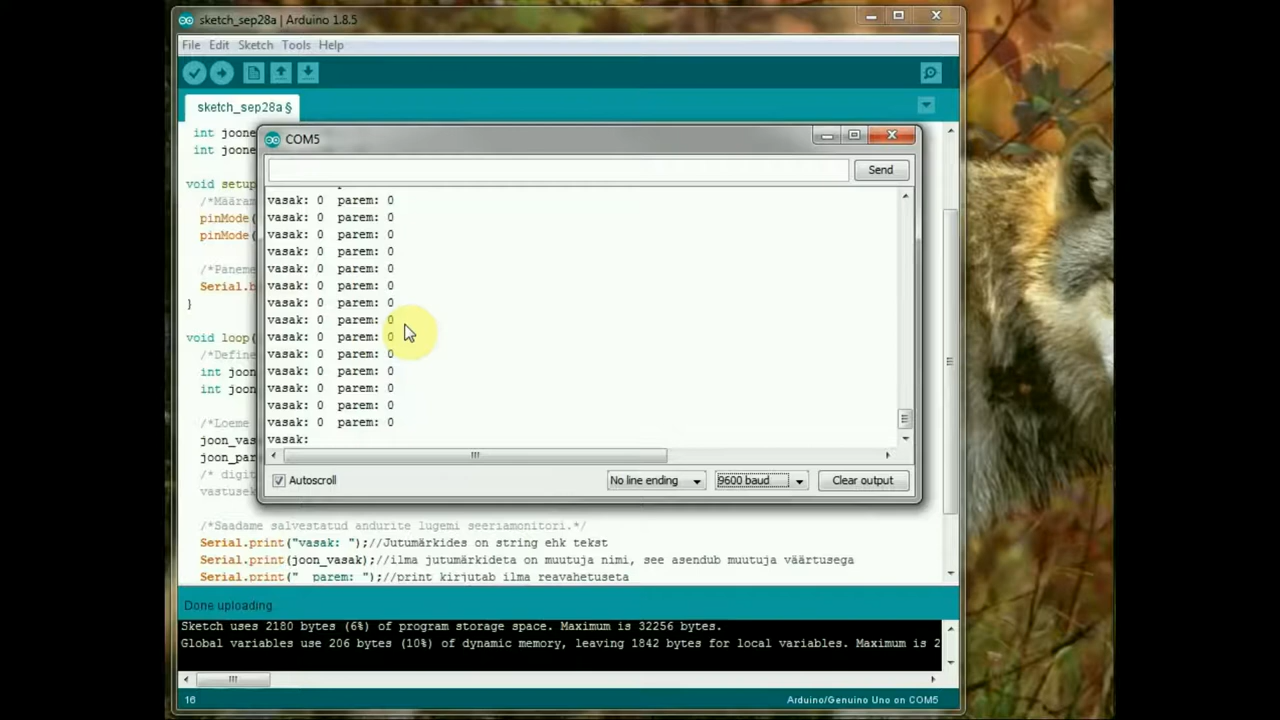 sketch_sep28a | Arduino 1.8.5
File Edit Sketch Tools Help
sketch_sep28a §
int joone
int joone
void setup
/*Määram
pinMode(
pinMode(
/*Paneme
Serial.b
}
void loop(
/*Define
int joon
int joon
/*Loeme
joon_vas
joon_par
/* digit
vastuse
COM5
Send
vasak: 0 parem: 0
vasak: 0 parem: 0
vasak: 0 parem: 0
vasak: 0 parem: 0
vasak: 0 parem: 0
vasak: 0 parem: 0
vasak: 0 parem: 0
vasak: 0 parem: 0
vasak: 0 parem: 0
vasak: 0 parem: 0
vasak: 0 parem: 0
vasak: 0 parem: 0
vasak: 0 parem: 0
vasak: 0 parem: 0
vasak:
Autoscroll No line ending 9600 baud Clear output
/*Saadame salvestatud andurite lugemi seeriamonitori.*/
Serial.print("vasak: ");//Jutumärkides on string ehk tekst
Serial.print(joon_vasak);//ilma jutumärkideta on muutuja nimi, see asendub muutuja väärtusega
Serial.print("  parem: ");//print kirjutab ilma reavahetuseta
Done uploading.
Sketch uses 2180 bytes (6%) of program storage space. Maximum is 32256 bytes.
Global variables use 206 bytes (10%) of dynamic memory, leaving 1842 bytes for local variables. Maximum is 2
16 Arduino/Genuino Uno on COM5